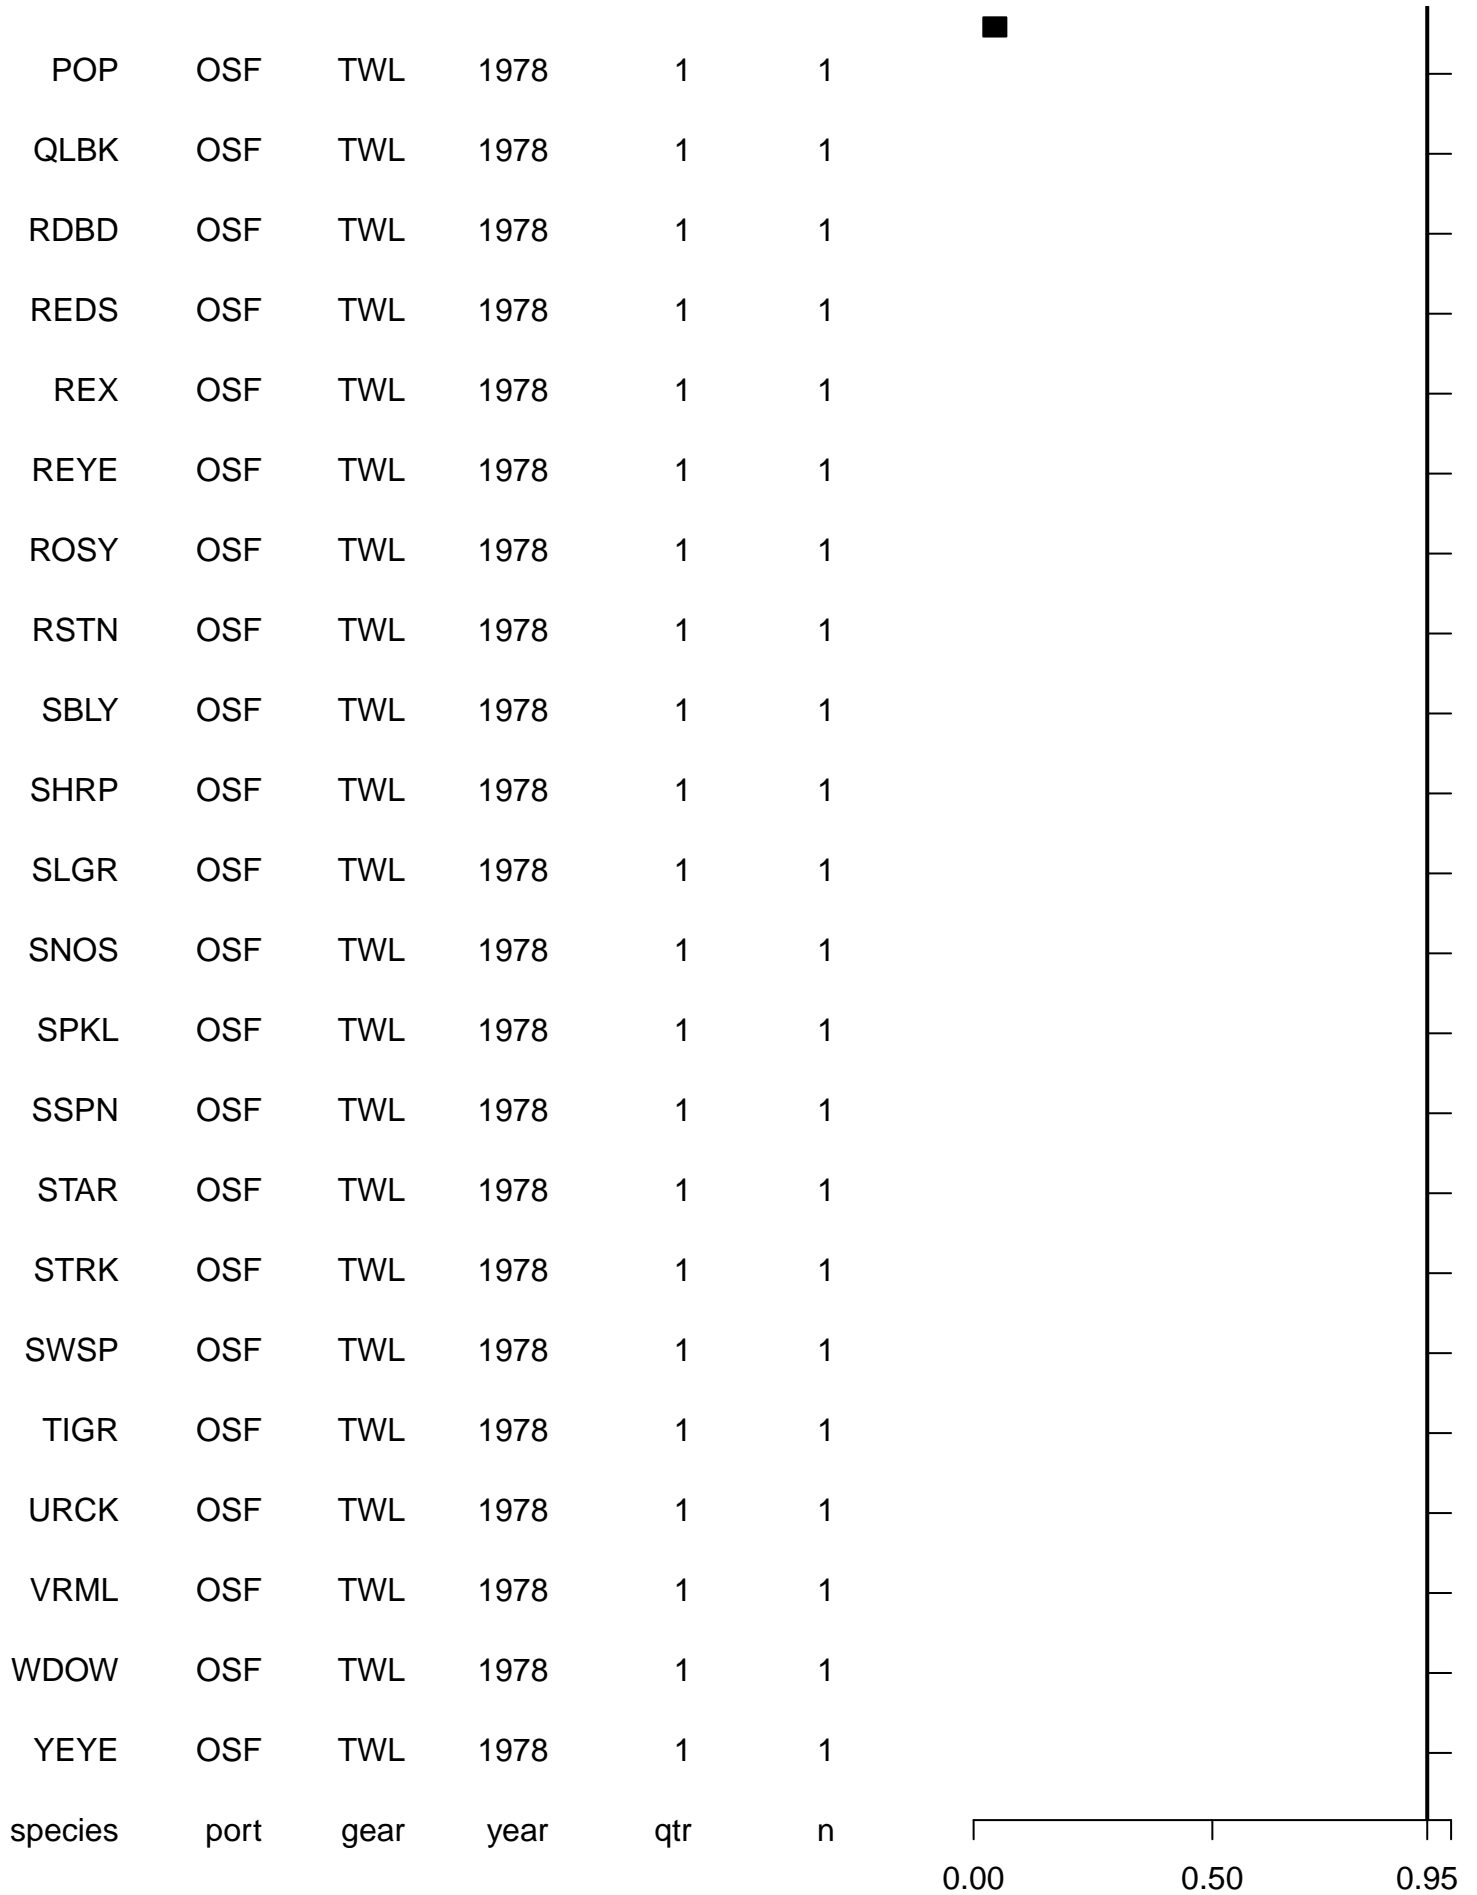 POP OSF TWL 1978 1 1
QLBK OSF TWL 1978 1 1
RDBD OSF TWL 1978 1 1
REDS OSF TWL 1978 1 1
REX OSF TWL 1978 1 1
REYE OSF TWL 1978 1 1
ROSY OSF TWL 1978 1 1
RSTN OSF TWL 1978 1 1
SBLY OSF TWL 1978 1 1
SHRP OSF TWL 1978 1 1
SLGR OSF TWL 1978 1 1
SNOS OSF TWL 1978 1 1
SPKL OSF TWL 1978 1 1
SSPN OSF TWL 1978 1 1
STAR OSF TWL 1978 1 1
STRK OSF TWL 1978 1 1
SWSP OSF TWL 1978 1 1
TIGR OSF TWL 1978 1 1
URCK OSF TWL 1978 1 1
VRML OSF TWL 1978 1 1
WDOW OSF TWL 1978 1 1
YEYE OSF TWL 1978 1 1
species port gear year qtr n
0.00 0.50 0.95